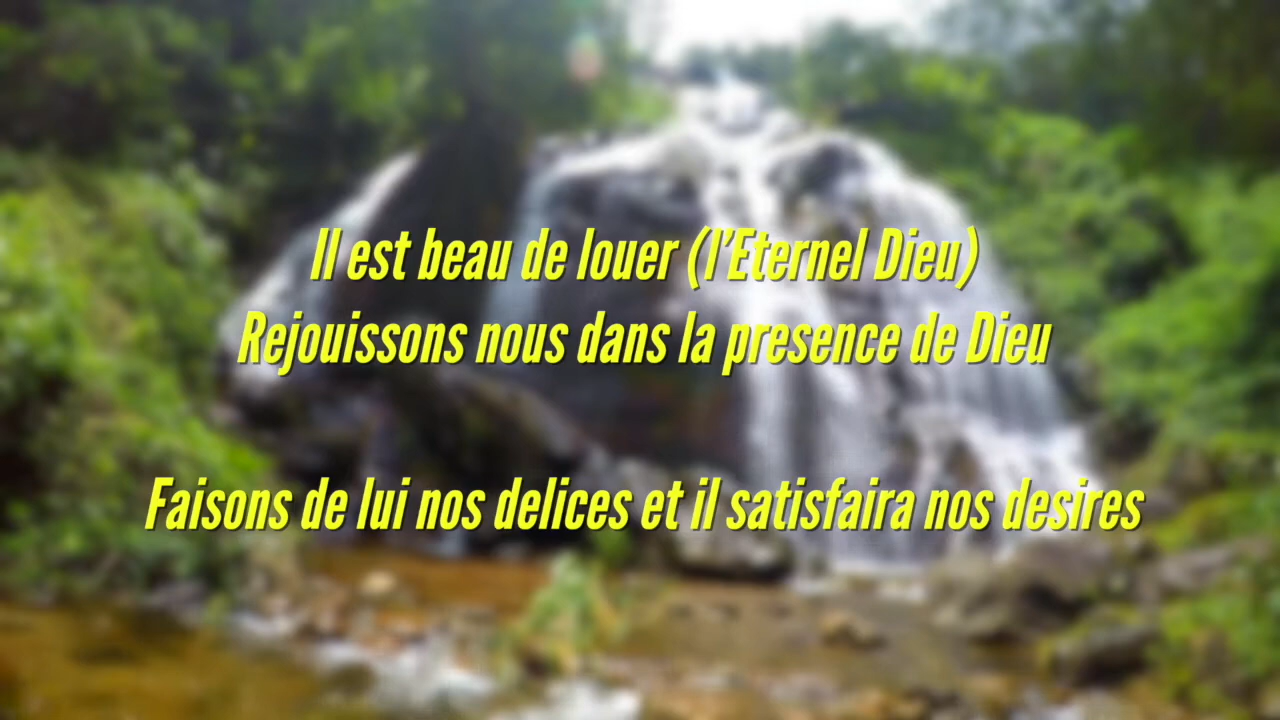 Il est beau de louer (l'Eternel Dieu)
Rejouissons nous dans la presence de Dieu
Faisons de lui nos delices et il satisfaira nos desires